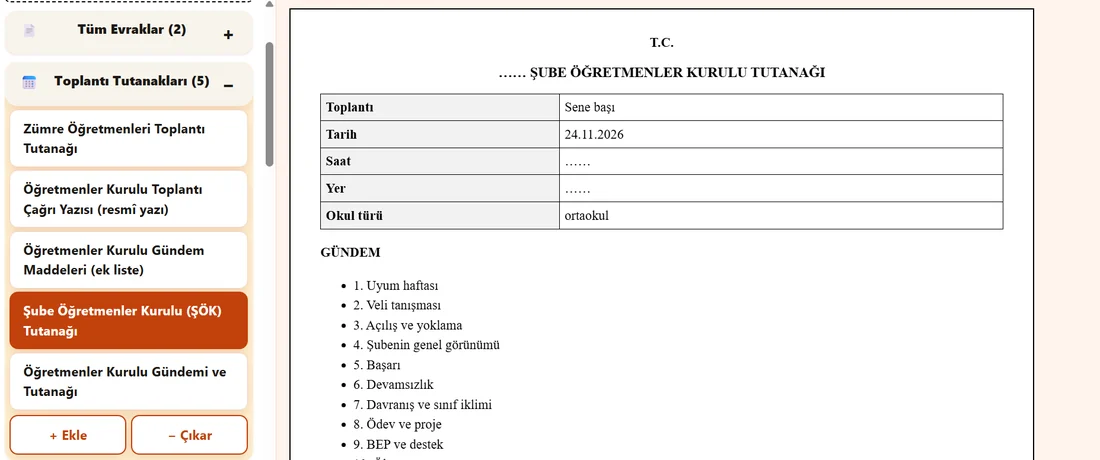 Tüm Evraklar (2)
+
Toplantı Tutanakları (5)
–
Zümre Öğretmenleri Toplantı
Tutanağı
Öğretmenler Kurulu Toplantı
Çağrı Yazısı (resmî yazı)
Öğretmenler Kurulu Gündem
Maddeleri (ek liste)
Şube Öğretmenler Kurulu (ŞÖK)
Tutanağı
Öğretmenler Kurulu Gündemi ve
Tutanağı
+ Ekle
– Çıkar
T.C.
…… ŞUBE ÖĞRETMENLER KURULU TUTANAĞI
Toplantı Sene başı
Tarih 24.11.2026
Saat ……
Yer ……
Okul türü ortaokul
GÜNDEM
• 1. Uyum haftası
• 2. Veli tanışması
• 3. Açılış ve yoklama
• 4. Şubenin genel görünümü
• 5. Başarı
• 6. Devamsızlık
• 7. Davranış ve sınıf iklimi
• 8. Ödev ve proje
• 9. BEP ve destek